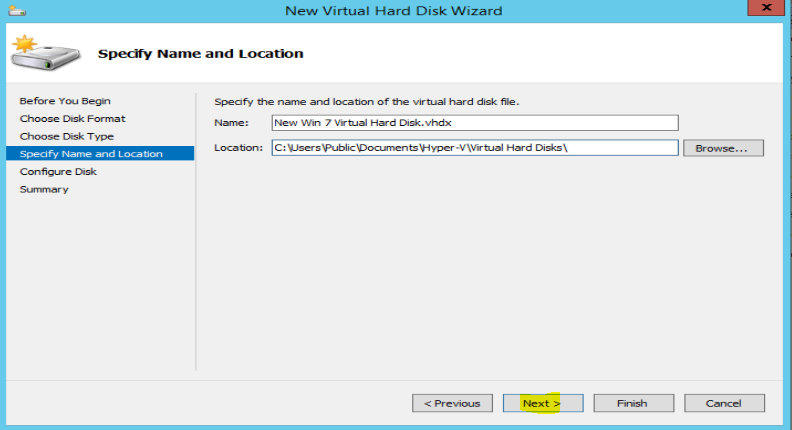 New Virtual Hard Disk Wizard
x
Specify Name and Location
Before You Begin
Choose Disk Format
Choose Disk Type
Specify Name and Location
Configure Disk
Summary
Specify the name and location of the virtual hard disk file.
Name: New Win 7 Virtual Hard Disk.vhdx
Location: C:\Users\Public\Documents\Hyper-V\Virtual Hard Disks\ Browse...
< Previous Next > Finish Cancel